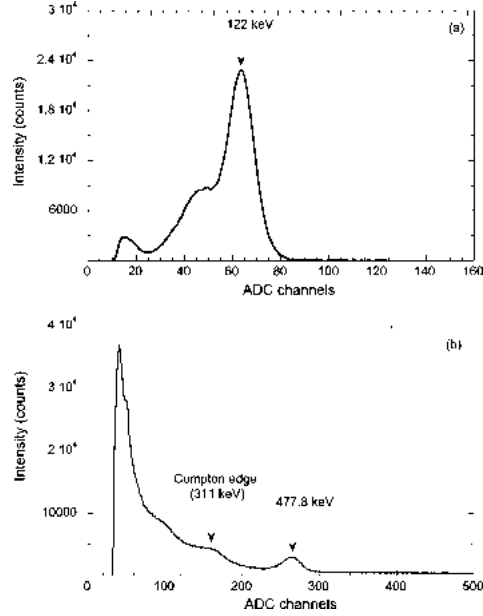 3 10⁴
122 keV
(a)
2.4 10⁴
1.8 10⁴
1.2 10⁴
6000
Intensity (counts)
0 20 40 60 80 100 120 140 160
ADC channels
4 10⁴
(b)
3 10⁴
2 10⁴
Compton edge
(311 keV)
477.8 keV
10000
Intensity (counts)
0
0 100 200 300 400 500
ADC channels